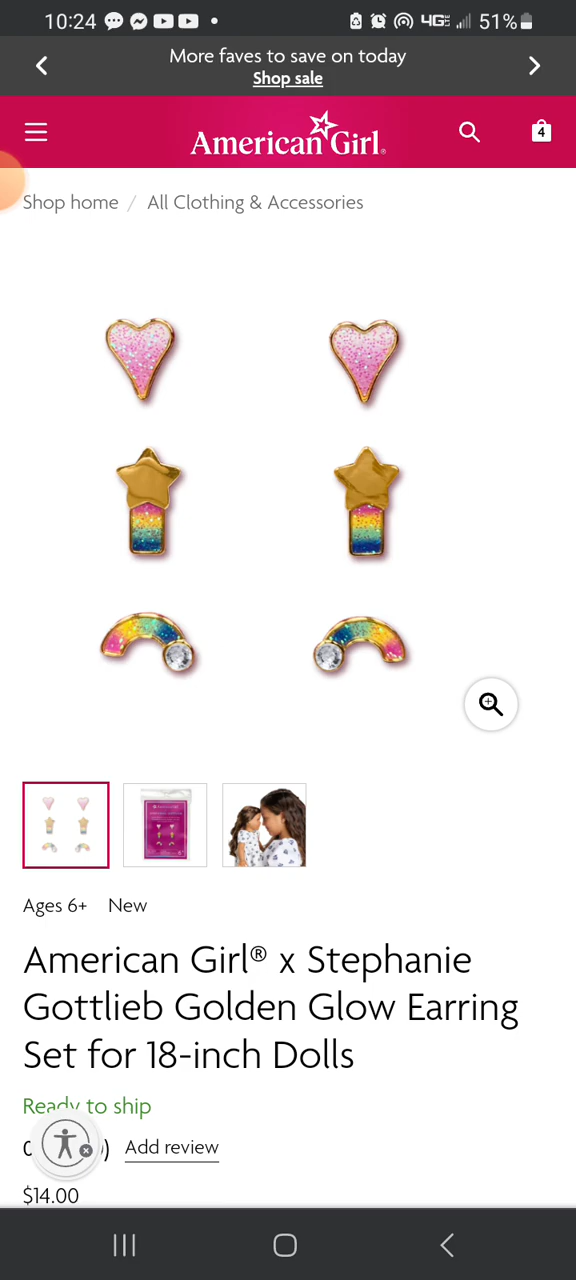 10:24 4G 51%
More faves to save on today
Shop sale
American Girl®
4
Shop home / All Clothing & Accessories
Ages 6+ New
American Girl® x Stephanie
Gottlieb Golden Glow Earring
Set for 18-inch Dolls
Ready to ship
Add review
$14.00